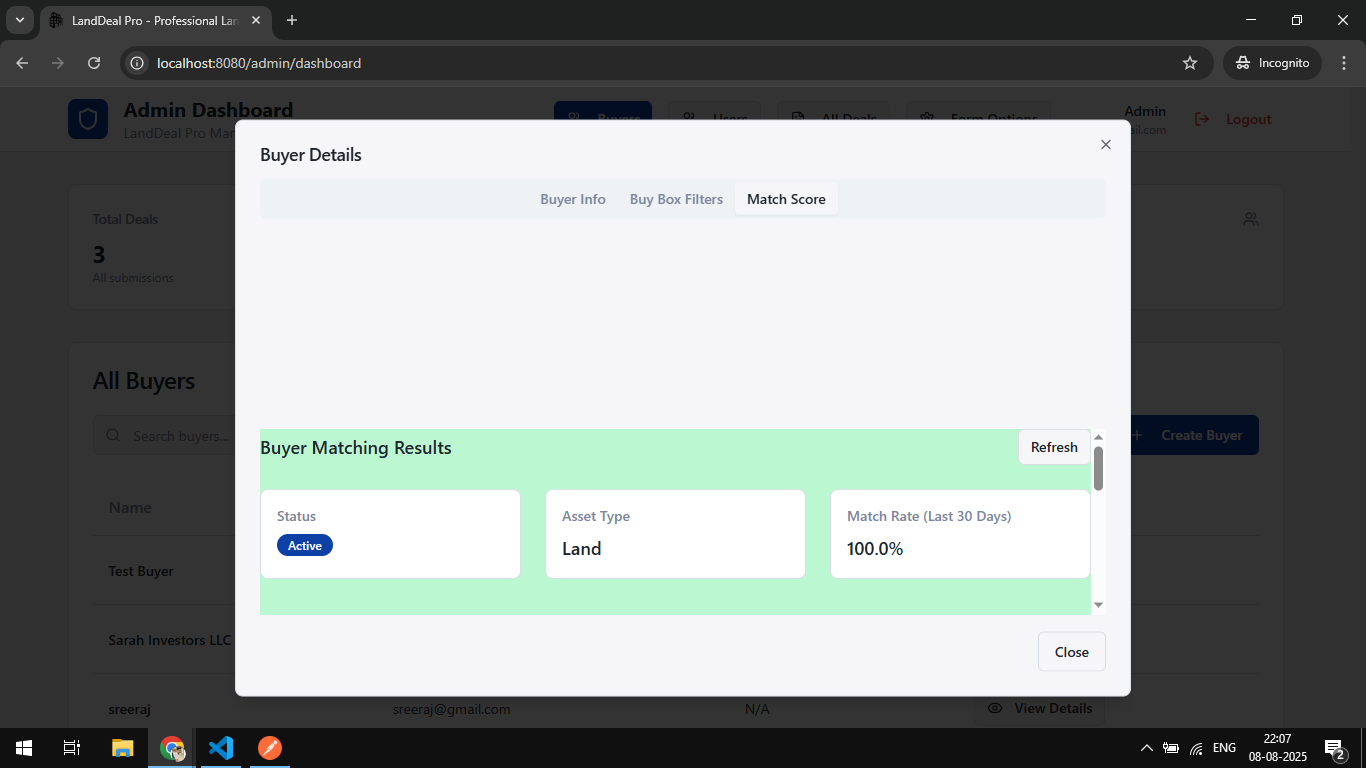 LandDeal Pro - Professional Lan
localhost:8080/admin/dashboard
Incognito
Admin Dashboard
LandDeal Pro Mar
Buyers
Users
All Deals
Form Options
Admin
ail.com
Logout
Buyer Details
Buyer Info
Buy Box Filters
Match Score
Total Deals
3
All submissions
All Buyers
Search buyers...
Create Buyer
Buyer Matching Results
Refresh
Name
Status
Active
Asset Type
Land
Match Rate (Last 30 Days)
100.0%
Test Buyer
Sarah Investors LLC
Close
sreeraj
sreeraj@gmail.com
N/A
View Details
ENG
22:07
08-08-2025
2